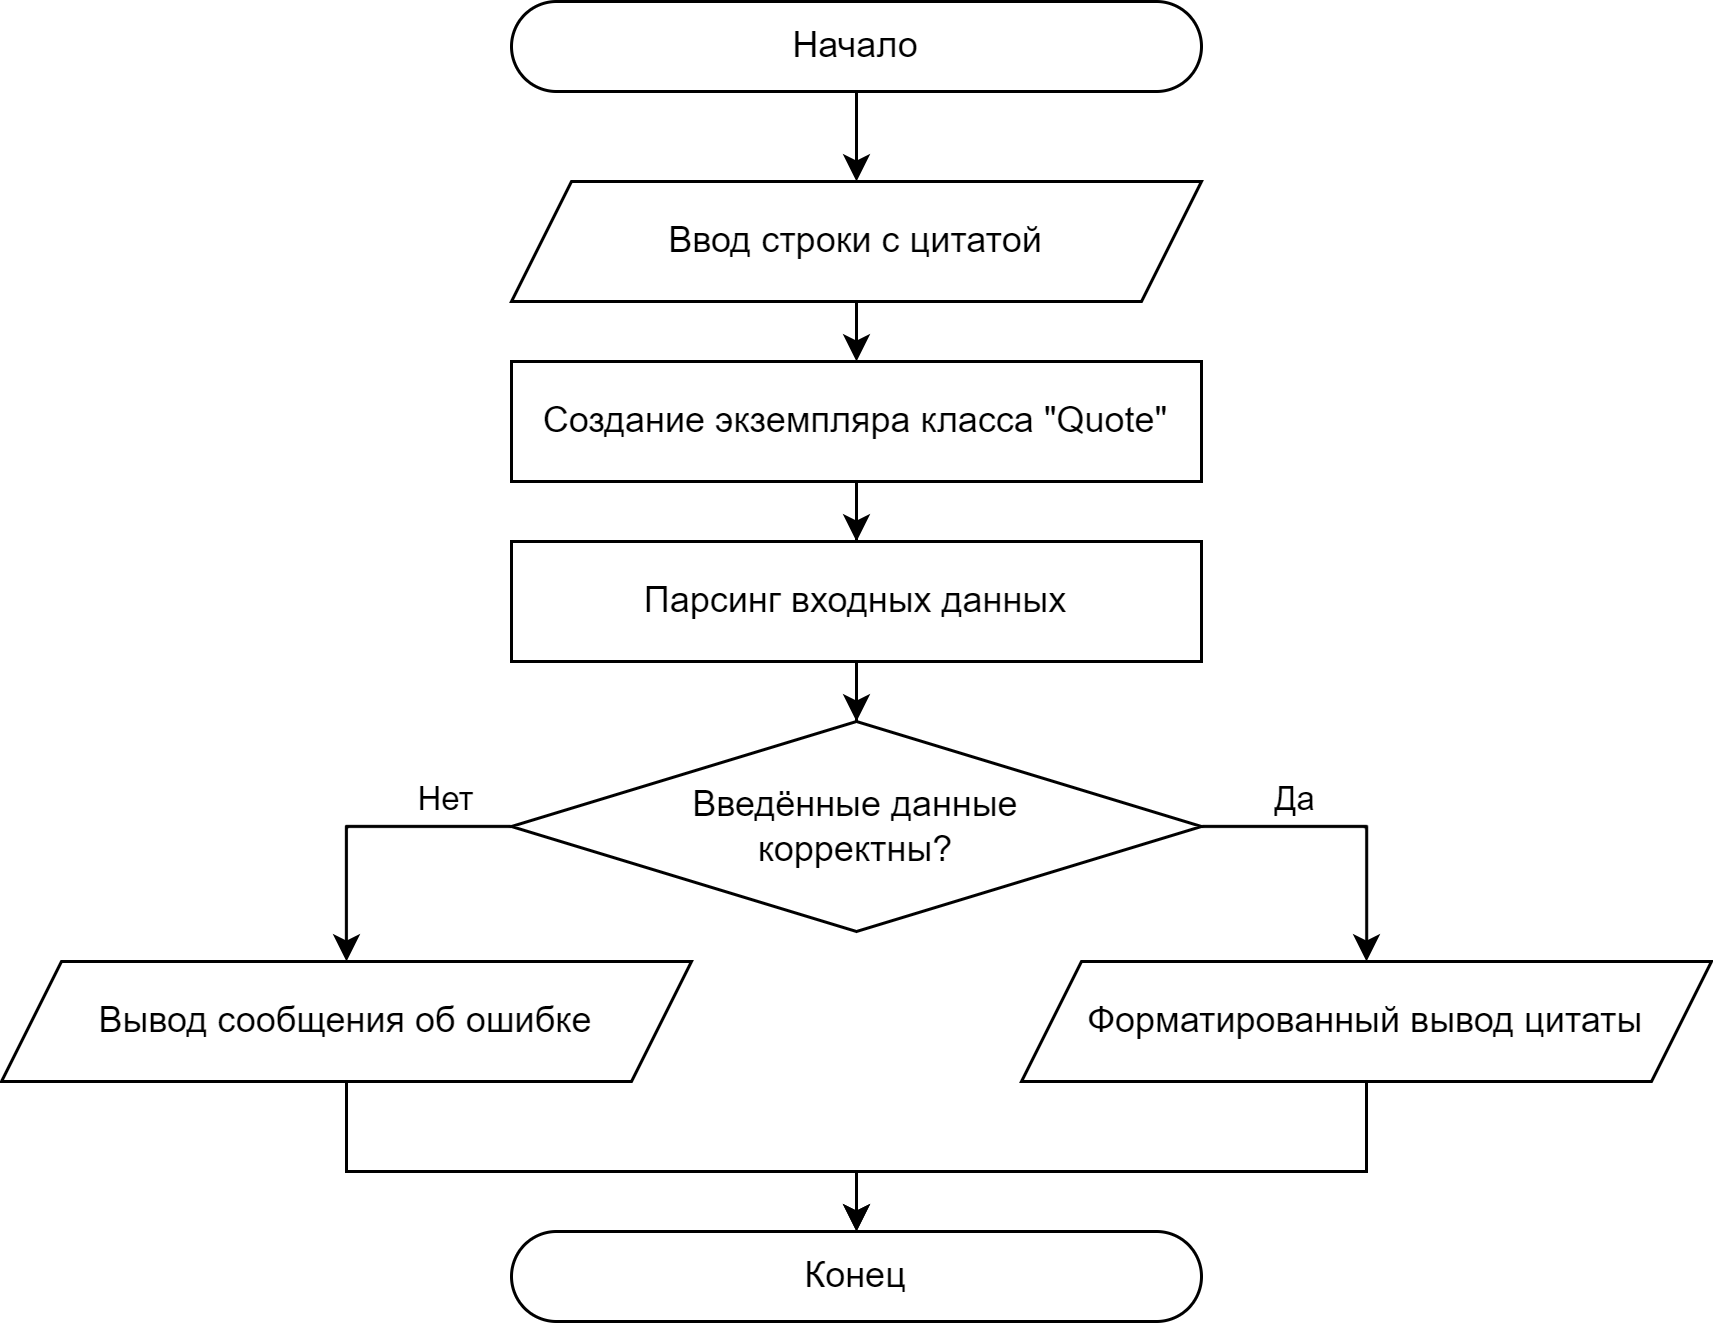 Начало
Ввод строки с цитатой
Создание экземпляра класса "Quote"
Парсинг входных данных
Нет
Да
Введённые данные
корректны?
Вывод сообщения об ошибке
Форматированный вывод цитаты
Конец